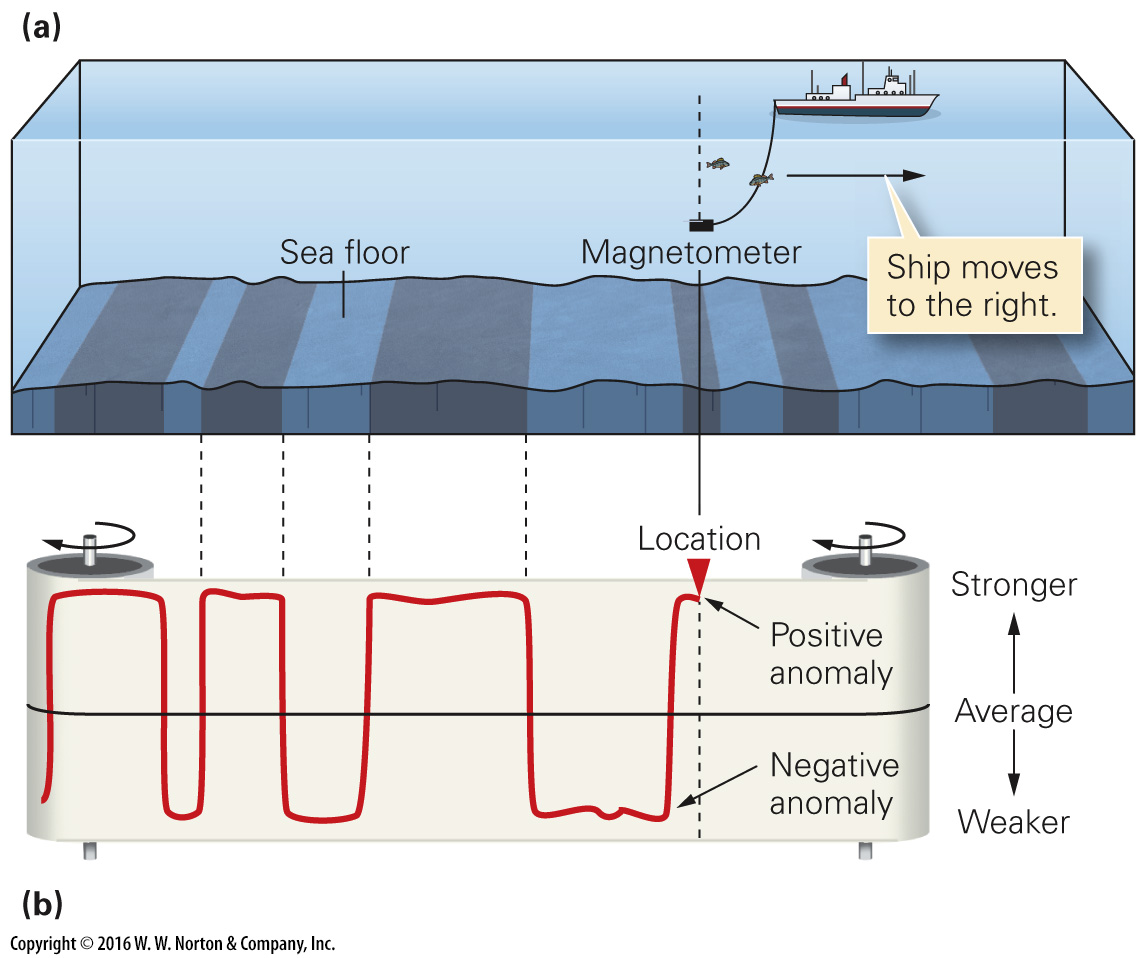 (a)
Sea floor
Magnetometer
Ship moves
to the right.
Location
Stronger
Positive
anomaly
Average
Negative
anomaly
Weaker
(b)
Copyright © 2016 W. W. Norton & Company, Inc.